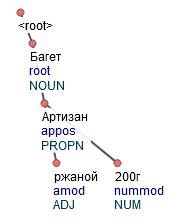 <root>
Багет
root
NOUN
Артизан
appos
PROPN
ржаной 200г
amod nummod
ADJ NUM